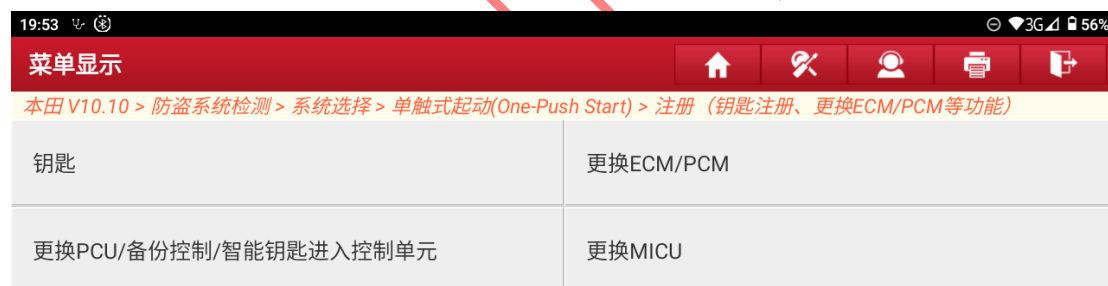 19:53 3G 56%
菜单显示
本田 V10.10 > 防盗系统检测 > 系统选择 > 单触式起动(One-Push Start) > 注册（钥匙注册、更换ECM/PCM等功能）
钥匙 更换ECM/PCM
更换PCU/备份控制/智能钥匙进入控制单元 更换MICU